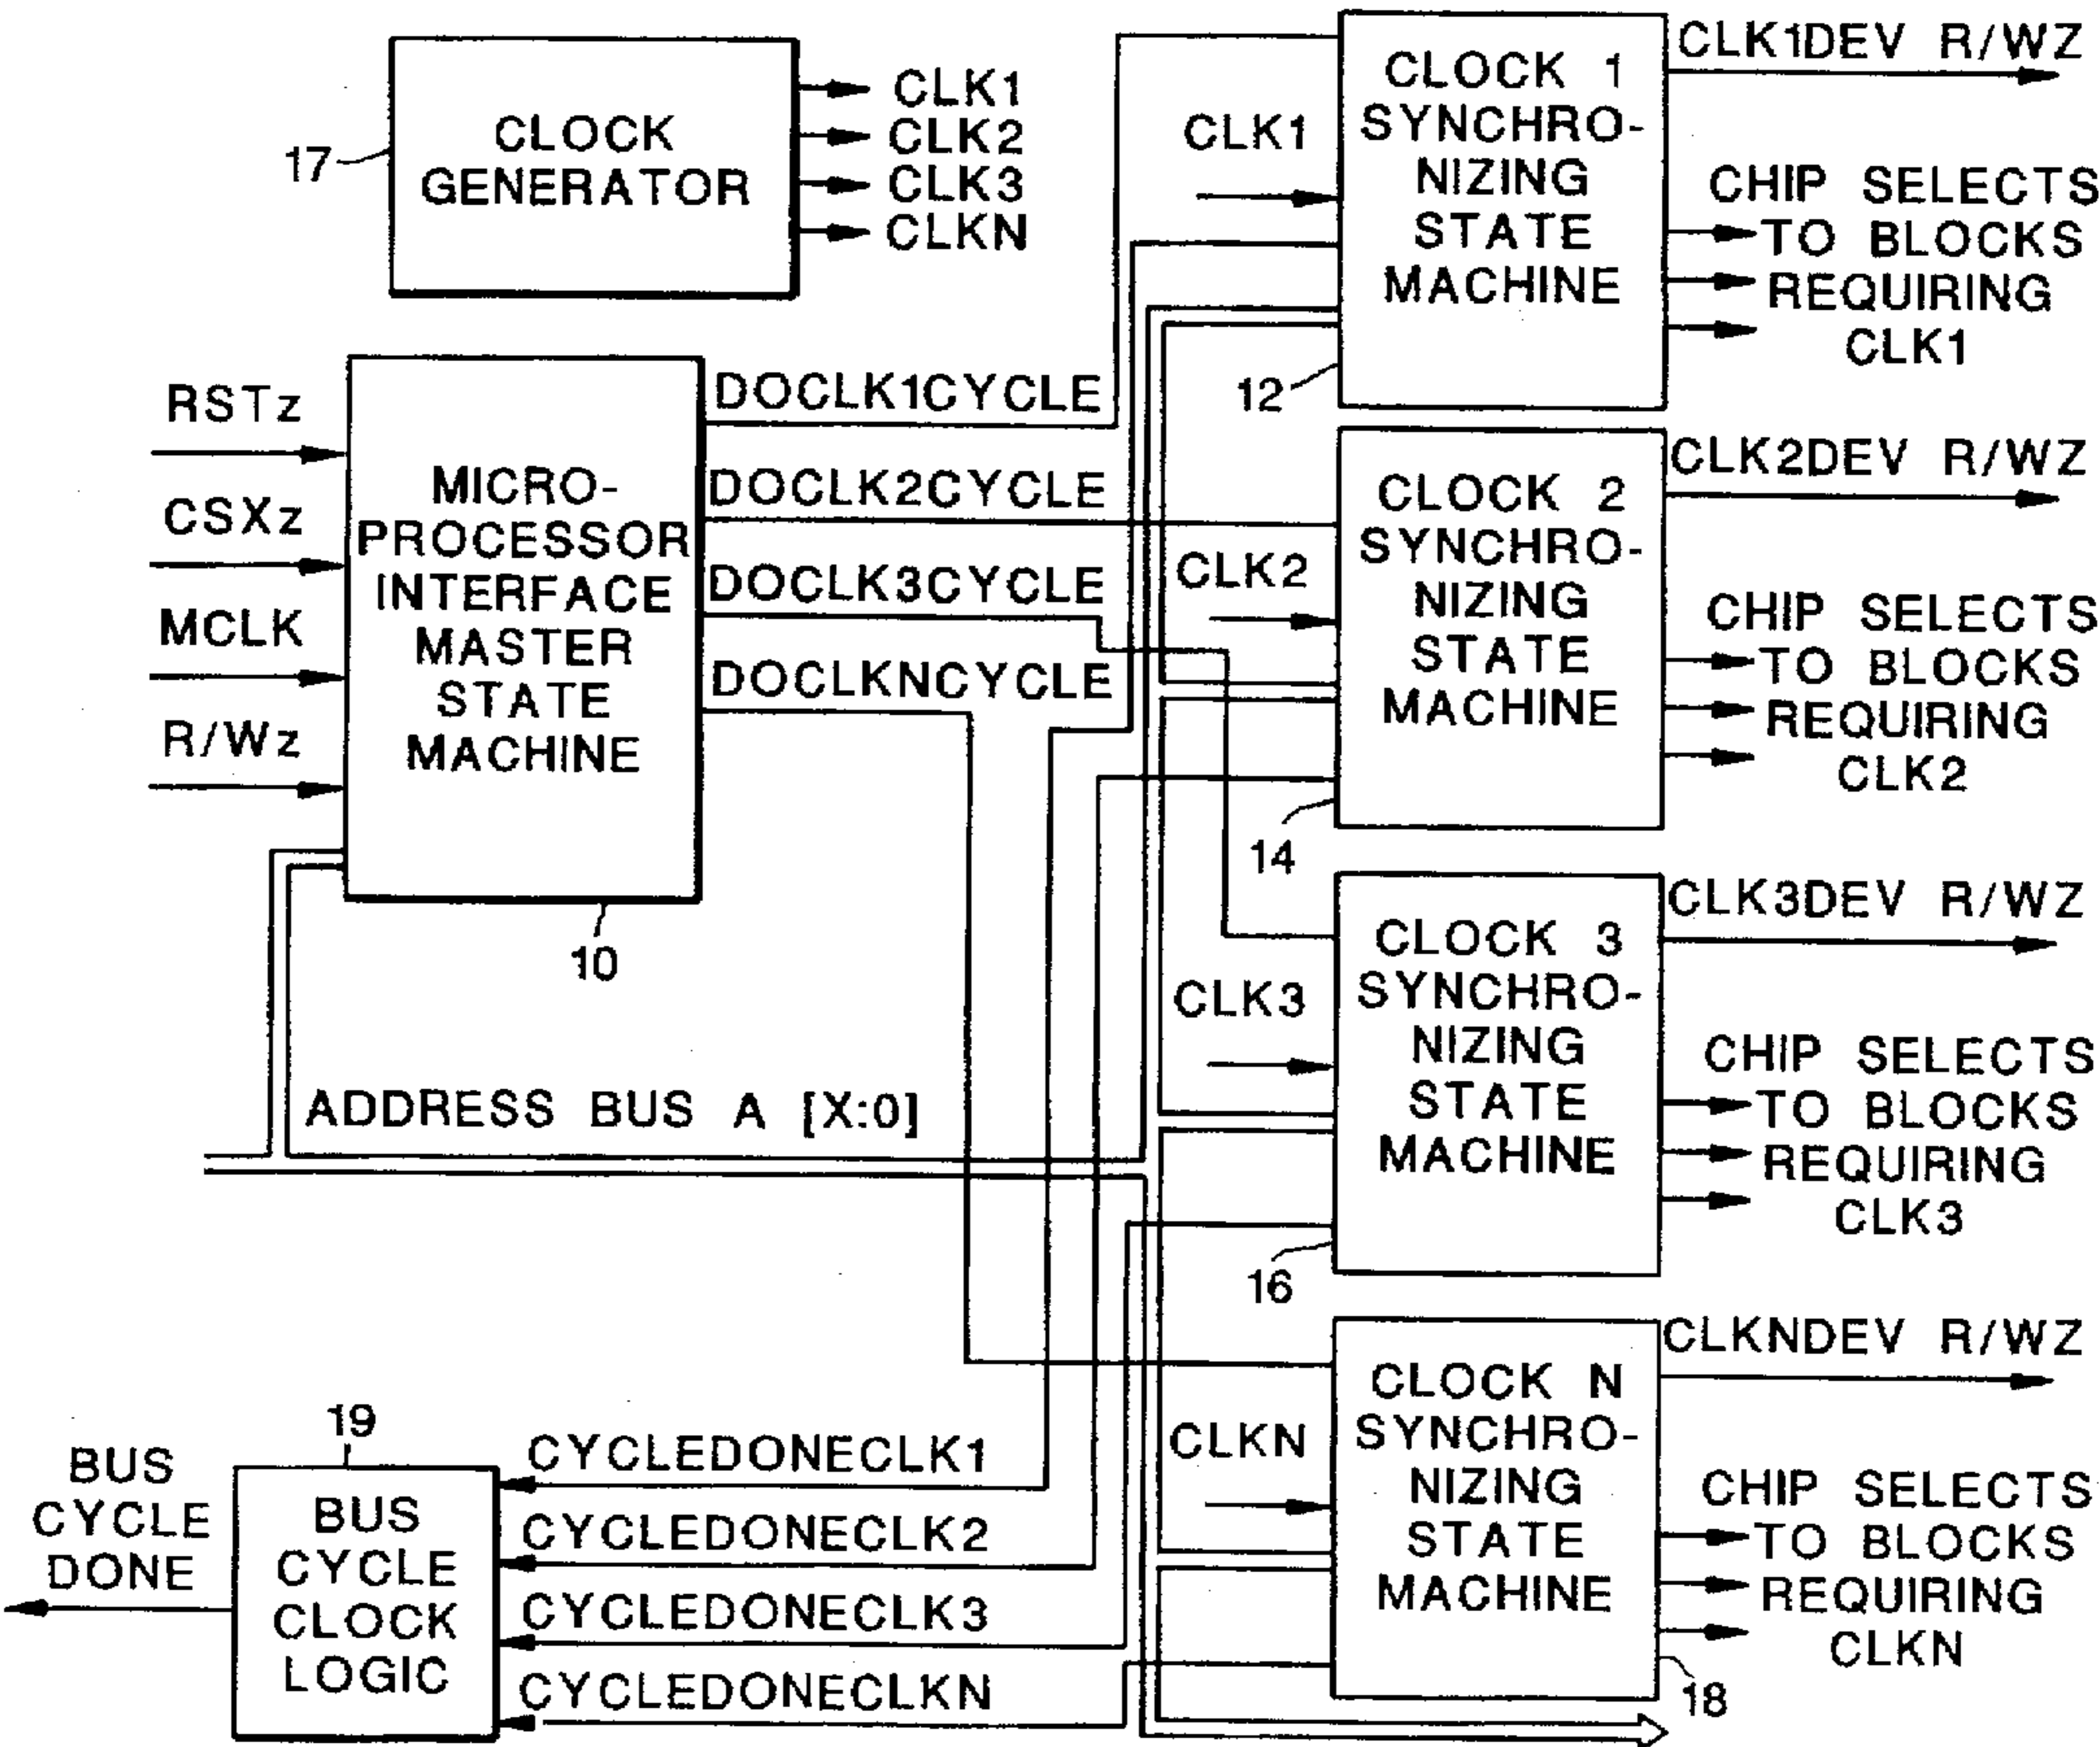 CLOCK
GENERATOR
17
CLK1
CLK2
CLK3
CLKN
RSTz
CSXz
MCLK
R/Wz
MICRO-
PROCESSOR
INTERFACE
MASTER
STATE
MACHINE
10
DOCLK1CYCLE
DOCLK2CYCLE
DOCLK3CYCLE
DOCLKNCYCLE
ADDRESS BUS A [X:0]
CLK1
CLOCK 1
SYNCHRO-
NIZING
STATE
MACHINE
12
CLK1DEV R/WZ
CHIP SELECTS
TO BLOCKS
REQUIRING
CLK1
CLK2
CLOCK 2
SYNCHRO-
NIZING
STATE
MACHINE
14
CLK2DEV R/WZ
CHIP SELECTS
TO BLOCKS
REQUIRING
CLK2
CLK3
CLOCK 3
SYNCHRO-
NIZING
STATE
MACHINE
16
CLK3DEV R/WZ
CHIP SELECTS
TO BLOCKS
REQUIRING
CLK3
CLKN
CLOCK N
SYNCHRO-
NIZING
STATE
MACHINE
18
CLKNDEV R/WZ
CHIP SELECTS
TO BLOCKS
REQUIRING
CLKN
19
BUS
CYCLE
CLOCK
LOGIC
BUS
CYCLE
DONE
CYCLEDONECLK1
CYCLEDONECLK2
CYCLEDONECLK3
CYCLEDONECLKN